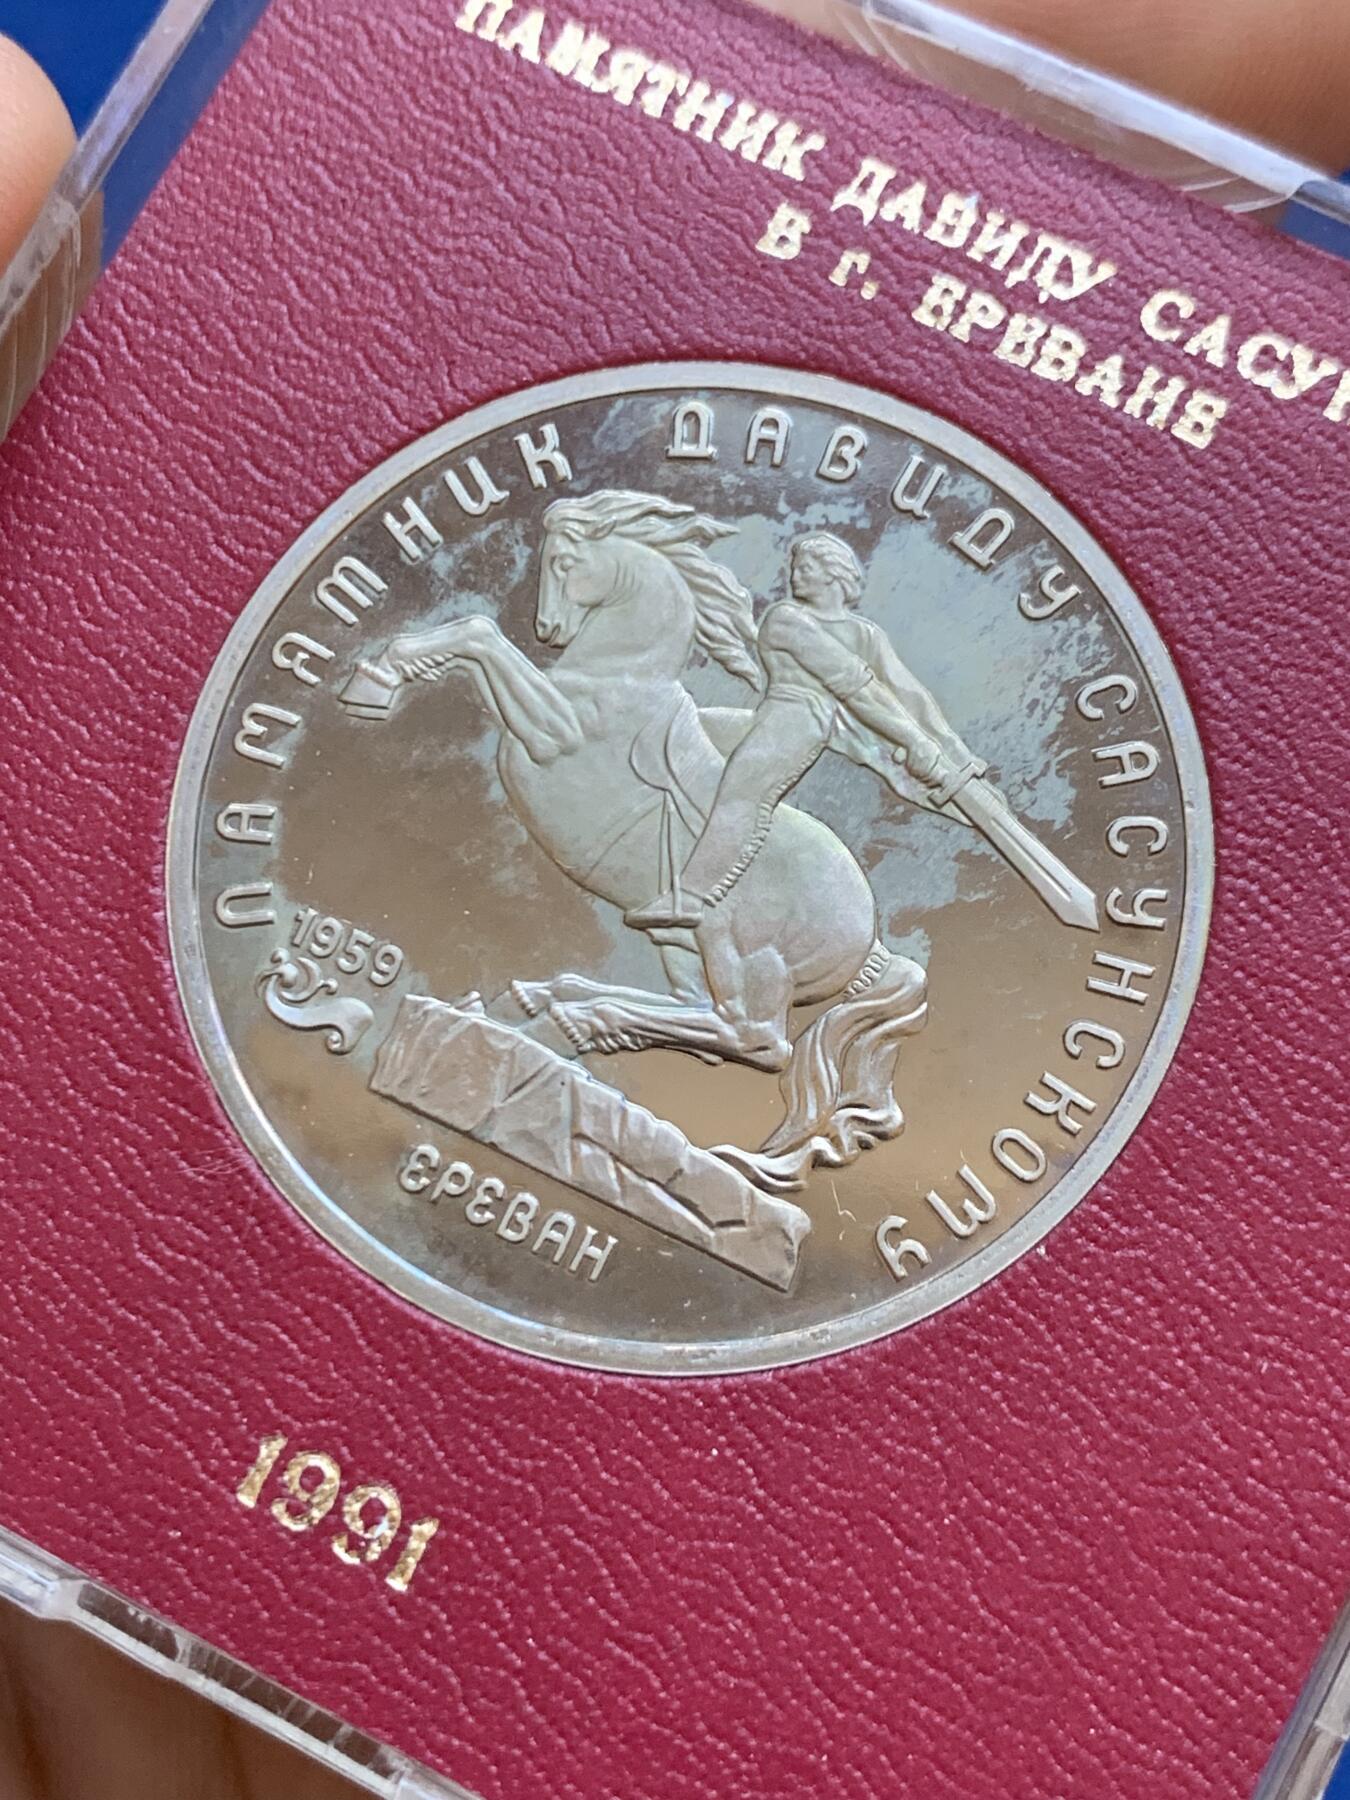 ПАМЯТНИК ДАВИДУ
В г. ЕРЕВАНЕ
ПАМЯТНИК ДАВИДУ САСУНСКОМУ
1959
ЕРЕВАН
1991